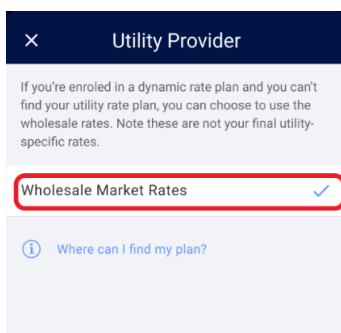 Utility Provider
If you're enroled in a dynamic rate plan and you can't
find your utility rate plan, you can choose to use the
wholesale rates. Note these are not your final utility-
specific rates.
Wholesale Market Rates
Where can I find my plan?